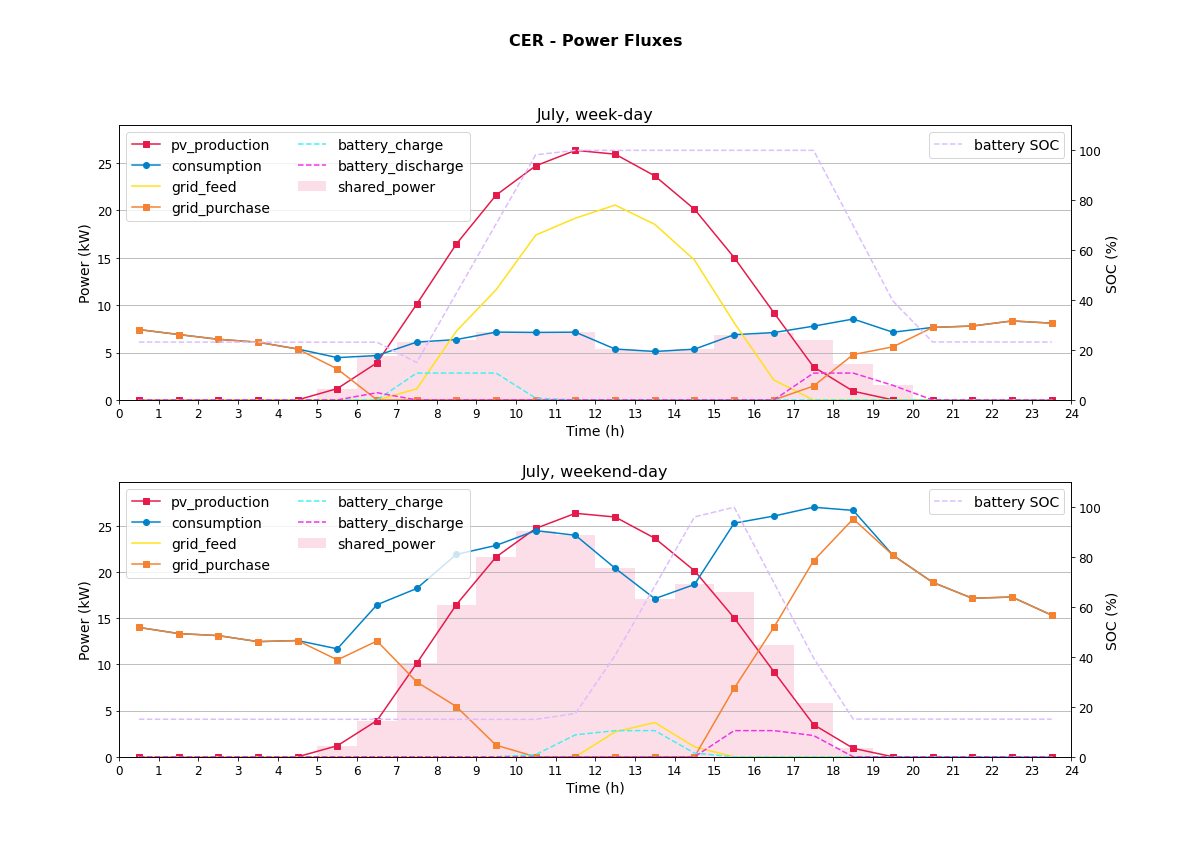 CER - Power Fluxes
July, week-day
pv_production
consumption
grid_feed
grid_purchase
battery_charge
battery_discharge
shared_power
battery SOC
Power (kW)
0 5 10 15 20 25
SOC (%)
0 20 40 60 80 100
0 1 2 3 4 5 6 7 8 9 10 11 12 13 14 15 16 17 18 19 20 21 22 23 24
Time (h)
July, weekend-day
pv_production
consumption
grid_feed
grid_purchase
battery_charge
battery_discharge
shared_power
battery SOC
Power (kW)
0 5 10 15 20 25
SOC (%)
0 20 40 60 80 100
0 1 2 3 4 5 6 7 8 9 10 11 12 13 14 15 16 17 18 19 20 21 22 23 24
Time (h)